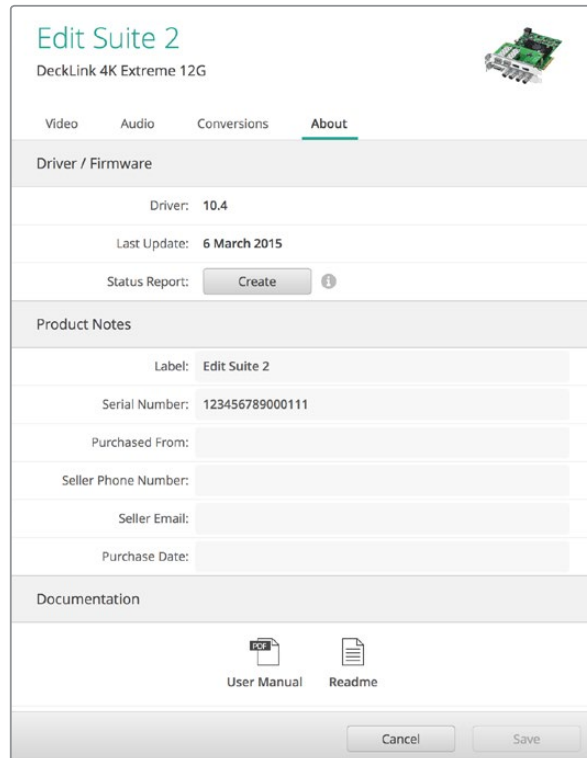 Edit Suite 2
DeckLink 4K Extreme 12G
Video Audio Conversions About
Driver / Firmware
Driver: 10.4
Last Update: 6 March 2015
Status Report: Create i
Product Notes
Label: Edit Suite 2
Serial Number: 123456789000111
Purchased From:
Seller Phone Number:
Seller Email:
Purchase Date:
Documentation
PDF
User Manual Readme
Cancel Save